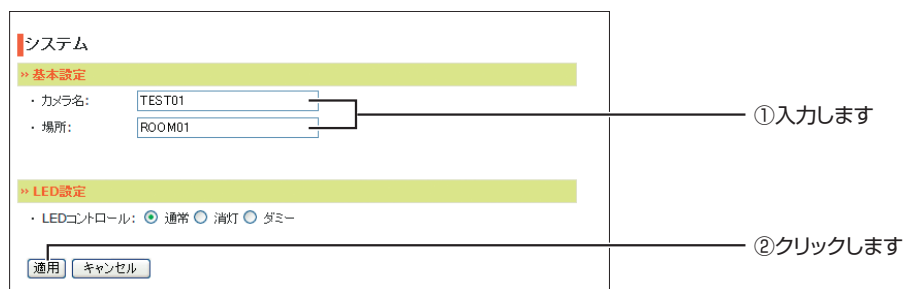 システム
» 基本設定
・ カメラ名: TEST01
・ 場所: ROOM01
①入力します
» LED設定
・ LEDコントロール: 通常 消灯 ダミー
②クリックします
適用 キャンセル